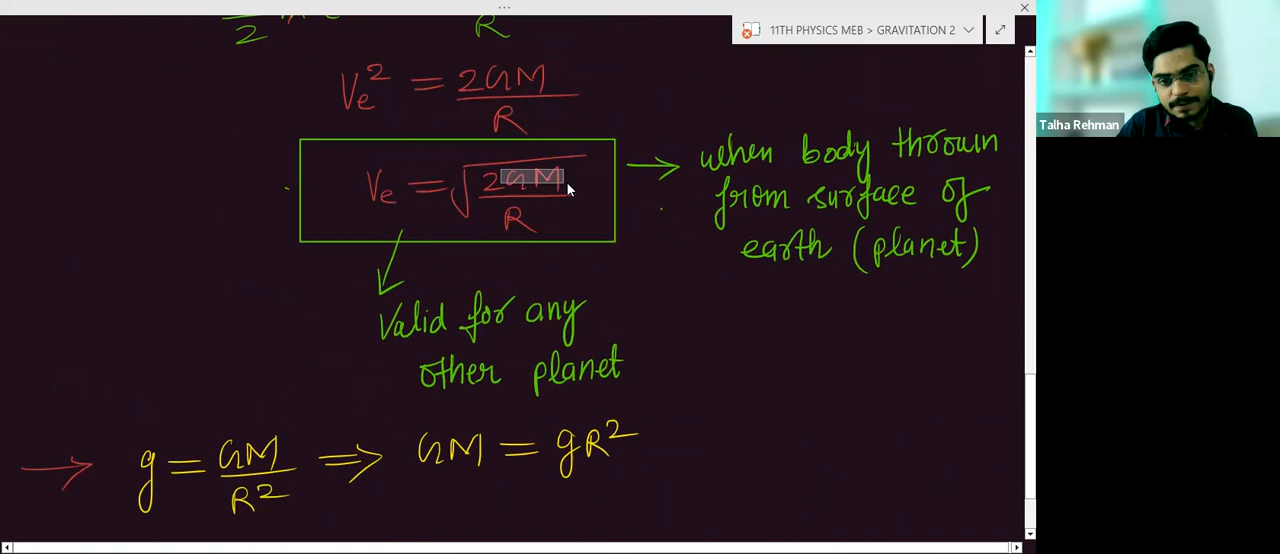 11TH PHYSICS MEB > GRAVITATION 2
2 R
Ve² = 2GM/R
Ve = √(2GM/R)
when body thrown
from surface of
earth (planet)
Valid for any
other planet
g = GM/R² ⇒ GM = gR²
Talha Rehman